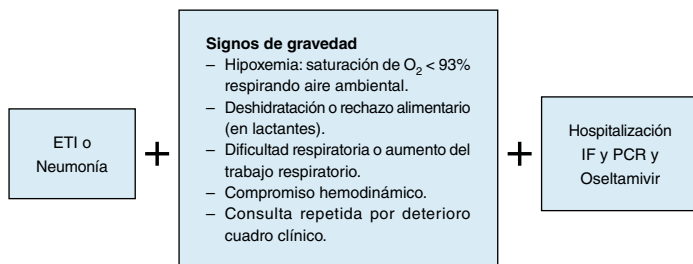 ETI o
Neumonía
+
Signos de gravedad
– Hipoxemia: saturación de O₂ < 93%
respirando aire ambiental.
– Deshidratación o rechazo alimentario
(en lactantes).
– Dificultad respiratoria o aumento del
trabajo respiratorio.
– Compromiso hemodinámico.
– Consulta repetida por deterioro
cuadro clínico.
+
Hospitalización
IF y PCR y
Oseltamivir